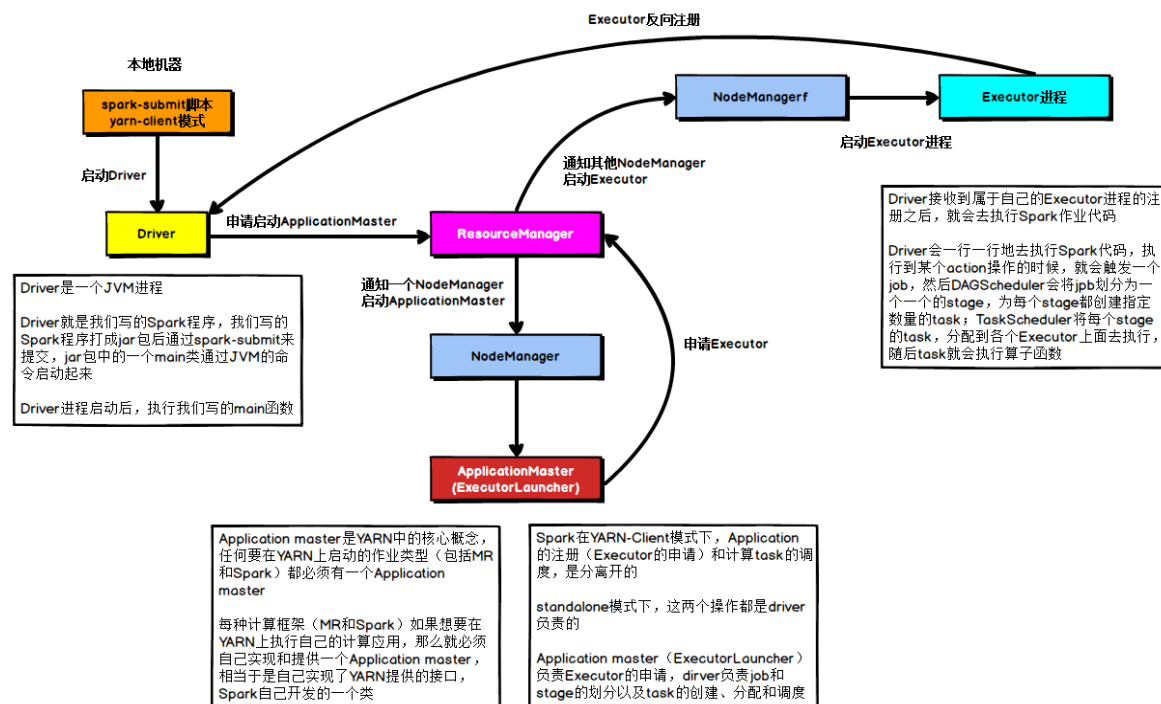 Executor反向注册
本地机器
spark-submit脚本
yarn-client模式
NodeManagerf
Executor进程
启动Executor进程
启动Driver
通知其他NodeManager
启动Executor
Driver
申请启动ApplicationMaster
ResourceManager
Driver接收到属于自己的Executor进程的注
册之后，就会去执行Spark作业代码
Driver会一行一行地去执行Spark代码，执
行到某个action操作的时候，就会触发一个
job，然后DAGScheduler会将jpb划分为一
个一个的stage，为每个stage都创建指定
数量的task；TaskScheduler将每个stage
的task，分配到各个Executor上面去执行，
随后task就会执行算子函数
Driver是一个JVM进程
Driver就是我们写的Spark程序，我们写的
Spark程序打成jar包后通过spark-submit来
提交，jar包中的一个main类通过JVM的命
令启动起来
Driver进程启动后，执行我们写的main函数
通知一个NodeManager
启动ApplicationMaster
NodeManager
申请Executor
ApplicationMaster
(ExecutorLauncher)
Application master是YARN中的核心概念，
任何要在YARN上启动的作业类型（包括MR
和Spark）都必须有一个Application
master
每种计算框架（MR和Spark）如果想要在
YARN上执行自己的计算应用，那么就必须
自己实现和提供一个Application master，
相当于是自己实现了YARN提供的接口，
Spark自己开发的一个类
Spark在YARN-Client模式下，Application
的注册（Executor的申请）和计算task的调
度，是分离开的
standalone模式下，这两个操作都是driver
负责的
Application master（ExecutorLauncher）
负责Executor的申请，dirver负责job和
stage的划分以及task的创建、分配和调度